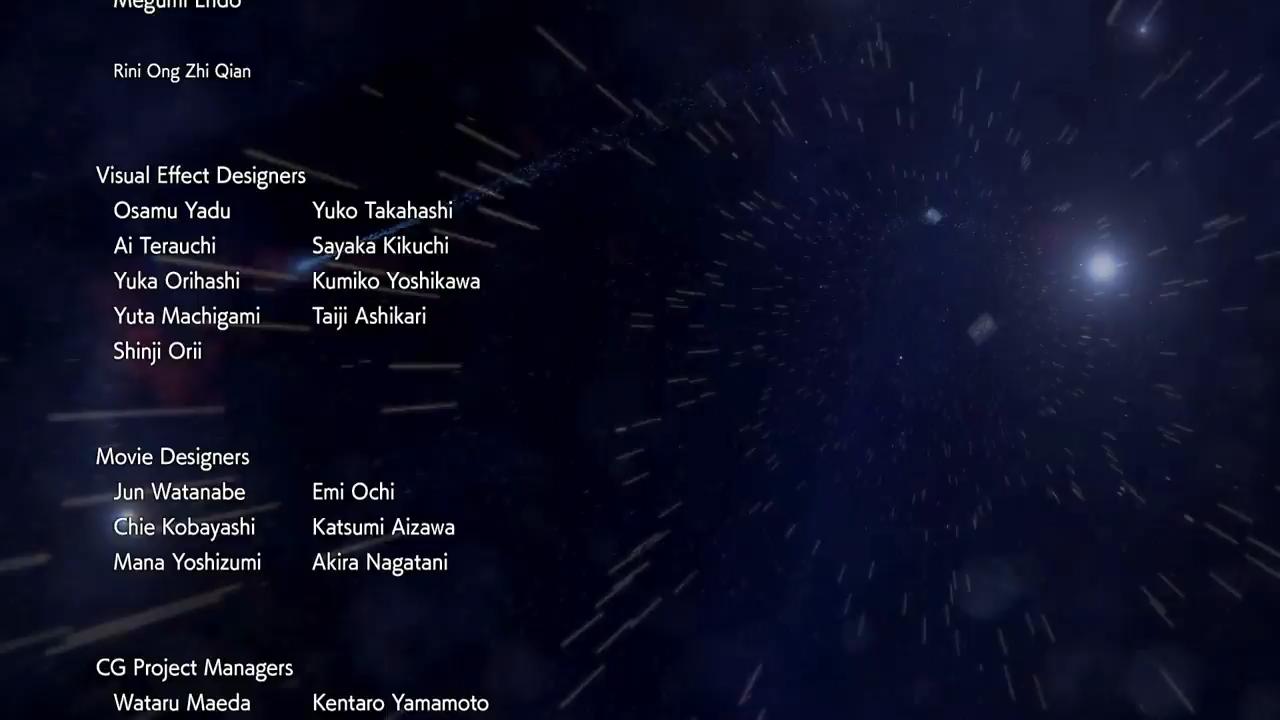 Megumi Endo
Rini Ong Zhi Qian
Visual Effect Designers
Osamu Yadu Yuko Takahashi
Ai Terauchi Sayaka Kikuchi
Yuka Orihashi Kumiko Yoshikawa
Yuta Machigami Taiji Ashikari
Shinji Orii
Movie Designers
Jun Watanabe Emi Ochi
Chie Kobayashi Katsumi Aizawa
Mana Yoshizumi Akira Nagatani
CG Project Managers
Wataru Maeda Kentaro Yamamoto